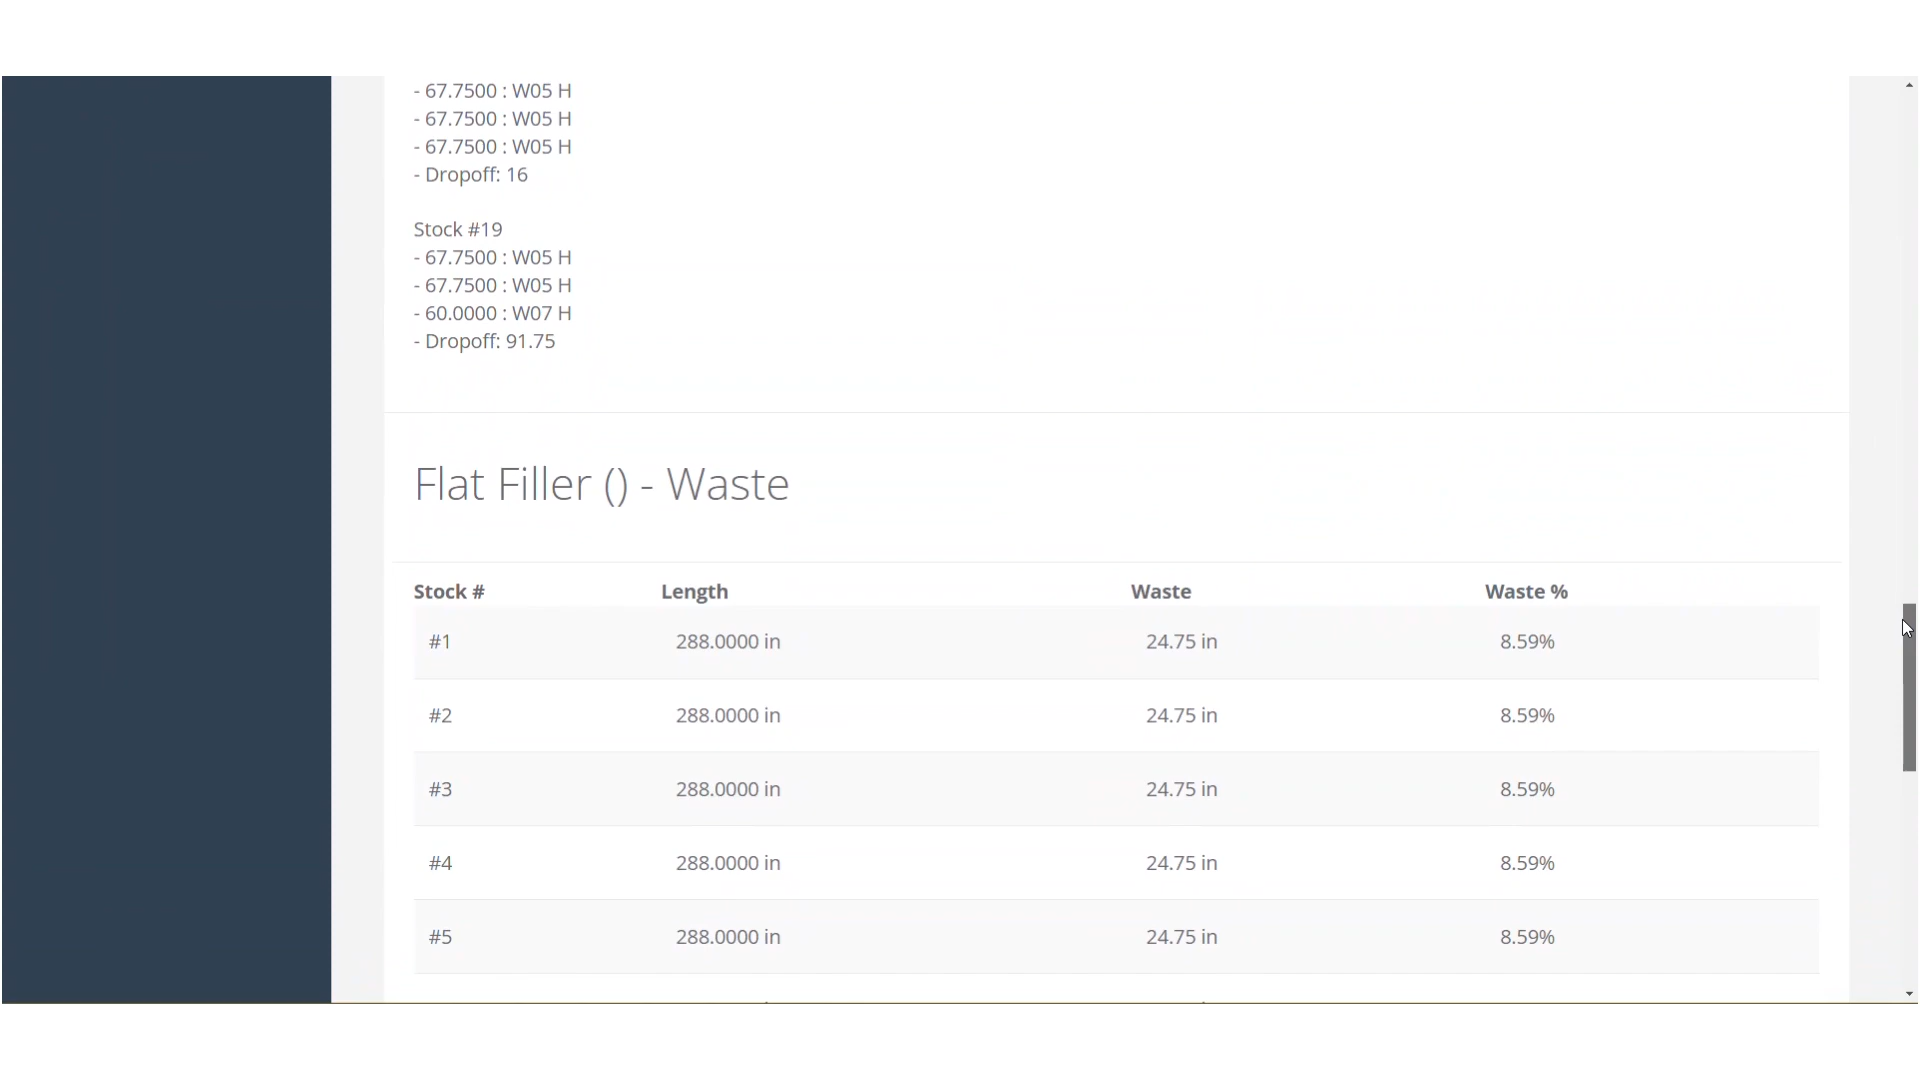 - 67.7500 : W05 H
- 67.7500 : W05 H
- 67.7500 : W05 H
- Dropoff: 16
Stock #19
- 67.7500 : W05 H
- 67.7500 : W05 H
- 60.0000 : W07 H
- Dropoff: 91.75
Flat Filler () - Waste
Stock # Length Waste Waste %
#1 288.0000 in 24.75 in 8.59%
#2 288.0000 in 24.75 in 8.59%
#3 288.0000 in 24.75 in 8.59%
#4 288.0000 in 24.75 in 8.59%
#5 288.0000 in 24.75 in 8.59%